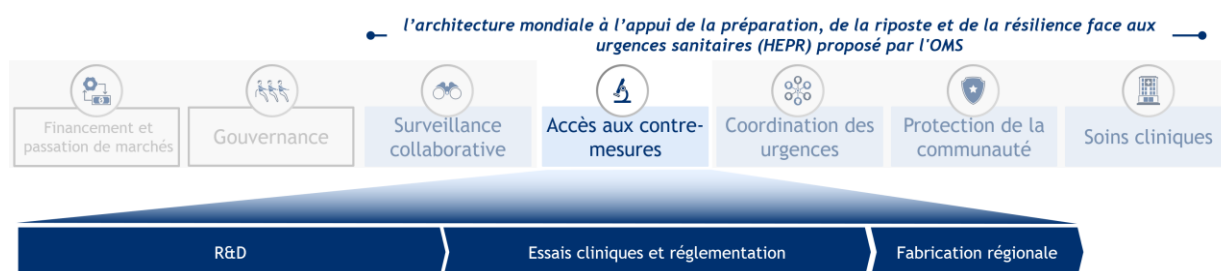 l’architecture mondiale à l’appui de la préparation, de la riposte et de la résilience face aux
urgences sanitaires (HEPR) proposé par l'OMS
Financement et
passation de marchés
Gouvernance
Surveillance
collaborative
Accès aux contre-
mesures
Coordination des
urgences
Protection de la
communauté
Soins cliniques
R&D
Essais cliniques et réglementation
Fabrication régionale